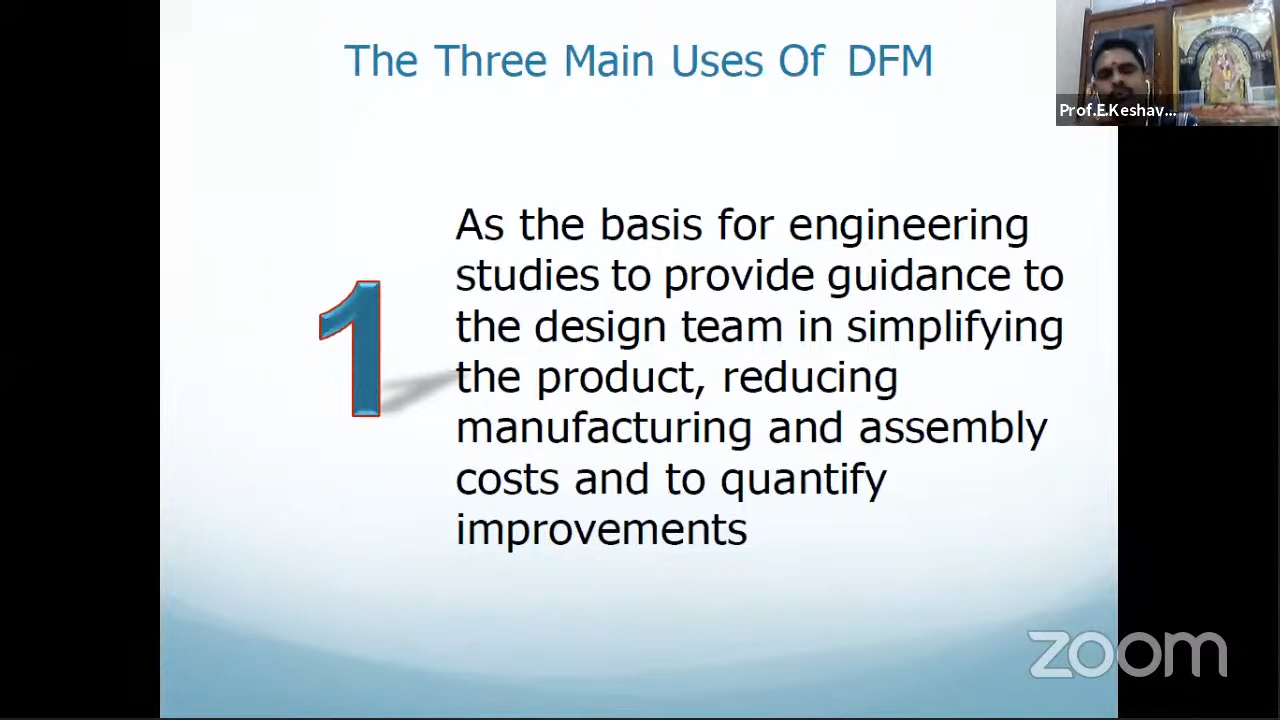 The Three Main Uses Of DFM
Prof.E.Keshav...
1
As the basis for engineering
studies to provide guidance to
the design team in simplifying
the product, reducing
manufacturing and assembly
costs and to quantify
improvements
zoom